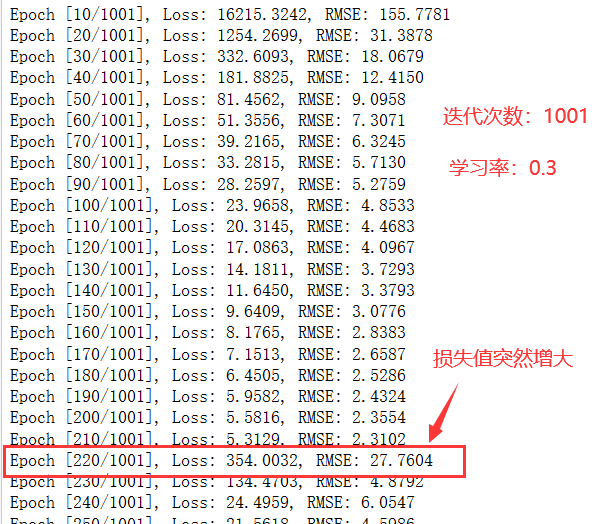 Epoch [10/1001], Loss: 16215.3242, RMSE: 155.7781
Epoch [20/1001], Loss: 1254.2699, RMSE: 31.3878
Epoch [30/1001], Loss: 332.6093, RMSE: 18.0679
Epoch [40/1001], Loss: 181.8825, RMSE: 12.4150
Epoch [50/1001], Loss: 81.4562, RMSE: 9.0958
Epoch [60/1001], Loss: 51.3556, RMSE: 7.3071
迭代次数：1001
Epoch [70/1001], Loss: 39.2165, RMSE: 6.3245
Epoch [80/1001], Loss: 33.2815, RMSE: 5.7130
学习率：0.3
Epoch [90/1001], Loss: 28.2597, RMSE: 5.2759
Epoch [100/1001], Loss: 23.9658, RMSE: 4.8533
Epoch [110/1001], Loss: 20.3145, RMSE: 4.4683
Epoch [120/1001], Loss: 17.0863, RMSE: 4.0967
Epoch [130/1001], Loss: 14.1811, RMSE: 3.7293
Epoch [140/1001], Loss: 11.6450, RMSE: 3.3793
Epoch [150/1001], Loss: 9.6409, RMSE: 3.0776
Epoch [160/1001], Loss: 8.1765, RMSE: 2.8383
Epoch [170/1001], Loss: 7.1513, RMSE: 2.6587
损失值突然增大
Epoch [180/1001], Loss: 6.4505, RMSE: 2.5286
Epoch [190/1001], Loss: 5.9582, RMSE: 2.4324
Epoch [200/1001], Loss: 5.5816, RMSE: 2.3554
Epoch [210/1001], Loss: 5.3129, RMSE: 2.3102
Epoch [220/1001], Loss: 354.0032, RMSE: 27.7604
Epoch [230/1001], Loss: 134.4703, RMSE: 4.8792
Epoch [240/1001], Loss: 24.4959, RMSE: 6.0547
Epoch [250/1001], Loss: 21.5618, RMSE: 4.5986